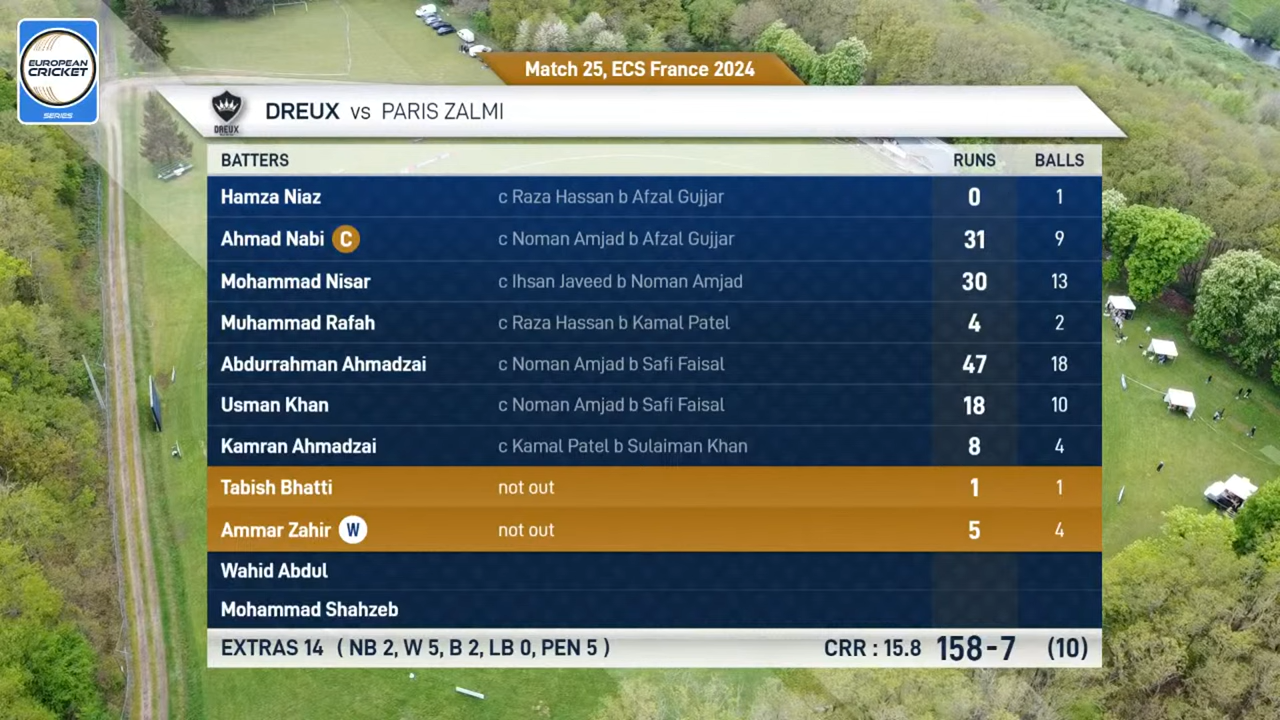 EUROPEAN
CRICKET
SERIES
Match 25, ECS France 2024
DREUX
DREUX vs PARIS ZALMI
BATTERS RUNS BALLS
Hamza Niaz c Raza Hassan b Afzal Gujjar 0 1
Ahmad Nabi C c Noman Amjad b Afzal Gujjar 31 9
Mohammad Nisar c Ihsan Javeed b Noman Amjad 30 13
Muhammad Rafah c Raza Hassan b Kamal Patel 4 2
Abdurrahman Ahmadzai c Noman Amjad b Safi Faisal 47 18
Usman Khan c Noman Amjad b Safi Faisal 18 10
Kamran Ahmadzai c Kamal Patel b Sulaiman Khan 8 4
Tabish Bhatti not out 1 1
Ammar Zahir W not out 5 4
Wahid Abdul
Mohammad Shahzeb
EXTRAS 14 ( NB 2, W 5, B 2, LB 0, PEN 5 ) CRR : 15.8 158-7 (10)